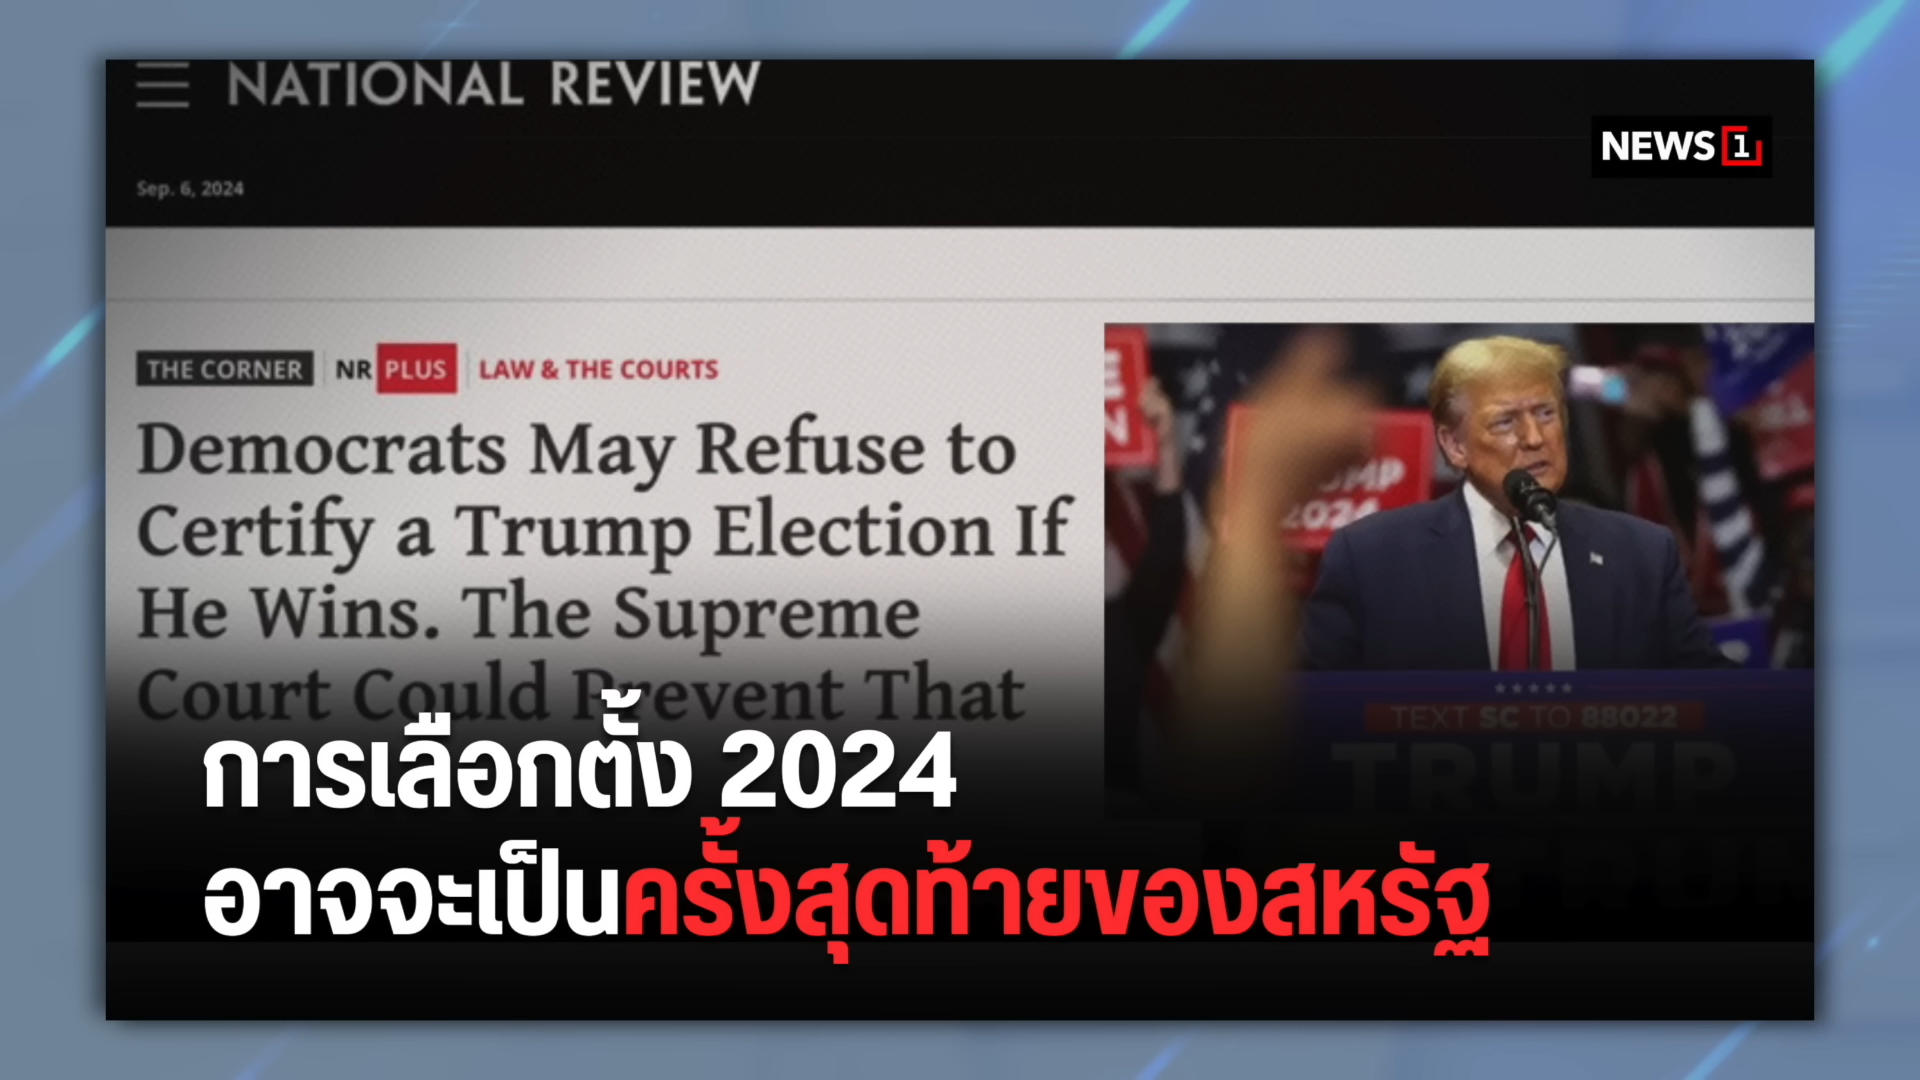 NATIONAL REVIEW
NEWS 1
Sep. 6, 2024
THE CORNER NR PLUS LAW & THE COURTS
Democrats May Refuse to
Certify a Trump Election If
He Wins. The Supreme
Court Could Prevent That
TRUMP
2024
TEXT SC TO 88022
TRUMP
การเลือกตั้ง 2024
อาจจะเป็นครั้งสุดท้ายของสหรัฐ